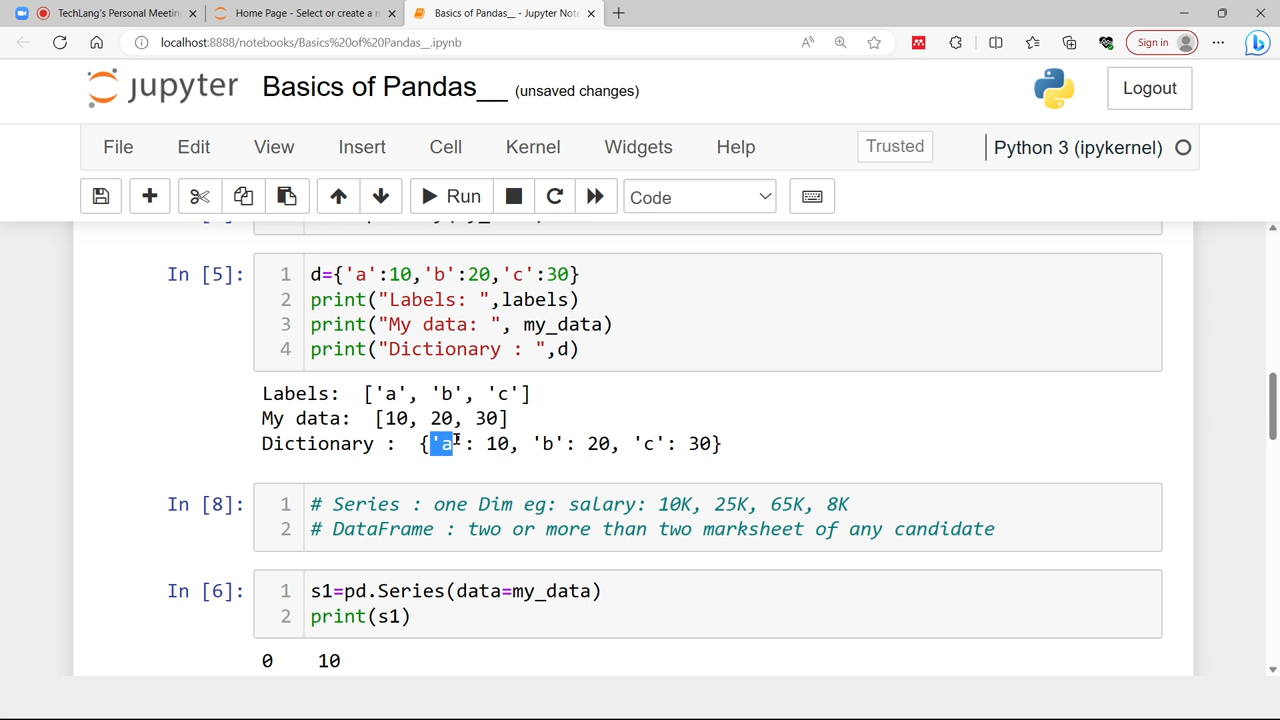 TechLang's Personal Meetin
Home Page - Select or create a n
Basics of Pandas__ - Jupyter Note
localhost:8888/notebooks/Basics%20of%20Pandas__.ipynb
Sign in
jupyter Basics of Pandas__ (unsaved changes)
Logout
File Edit View Insert Cell Kernel Widgets Help
Trusted
Python 3 (ipykernel)
Run
Code
In [5]:
1 d={'a':10,'b':20,'c':30}
2 print("Labels: ",labels)
3 print("My data: ", my_data)
4 print("Dictionary : ",d)
Labels:  ['a', 'b', 'c']
My data:  [10, 20, 30]
Dictionary :  {'a': 10, 'b': 20, 'c': 30}
In [8]:
1 # Series : one Dim eg: salary: 10K, 25K, 65K, 8K
2 # DataFrame : two or more than two marksheet of any candidate
In [6]:
1 s1=pd.Series(data=my_data)
2 print(s1)
0    10